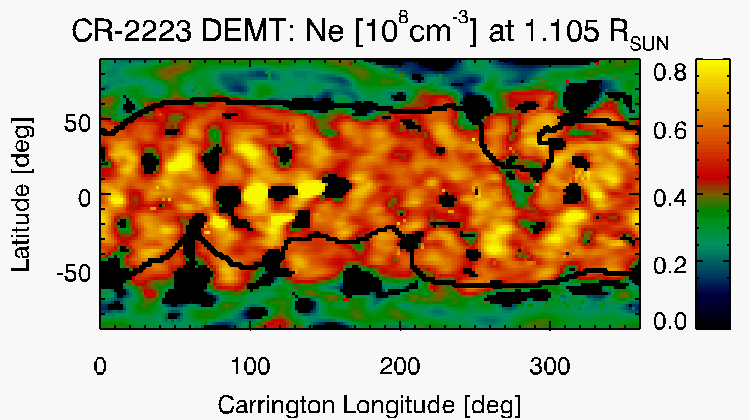 CR-2223 DEMT: Ne [10⁸cm⁻³] at 1.105 R_SUN
0.8
50
0.6
Latitude [deg]
0
0.4
0.2
-50
0.0
0 100 200 300
Carrington Longitude [deg]